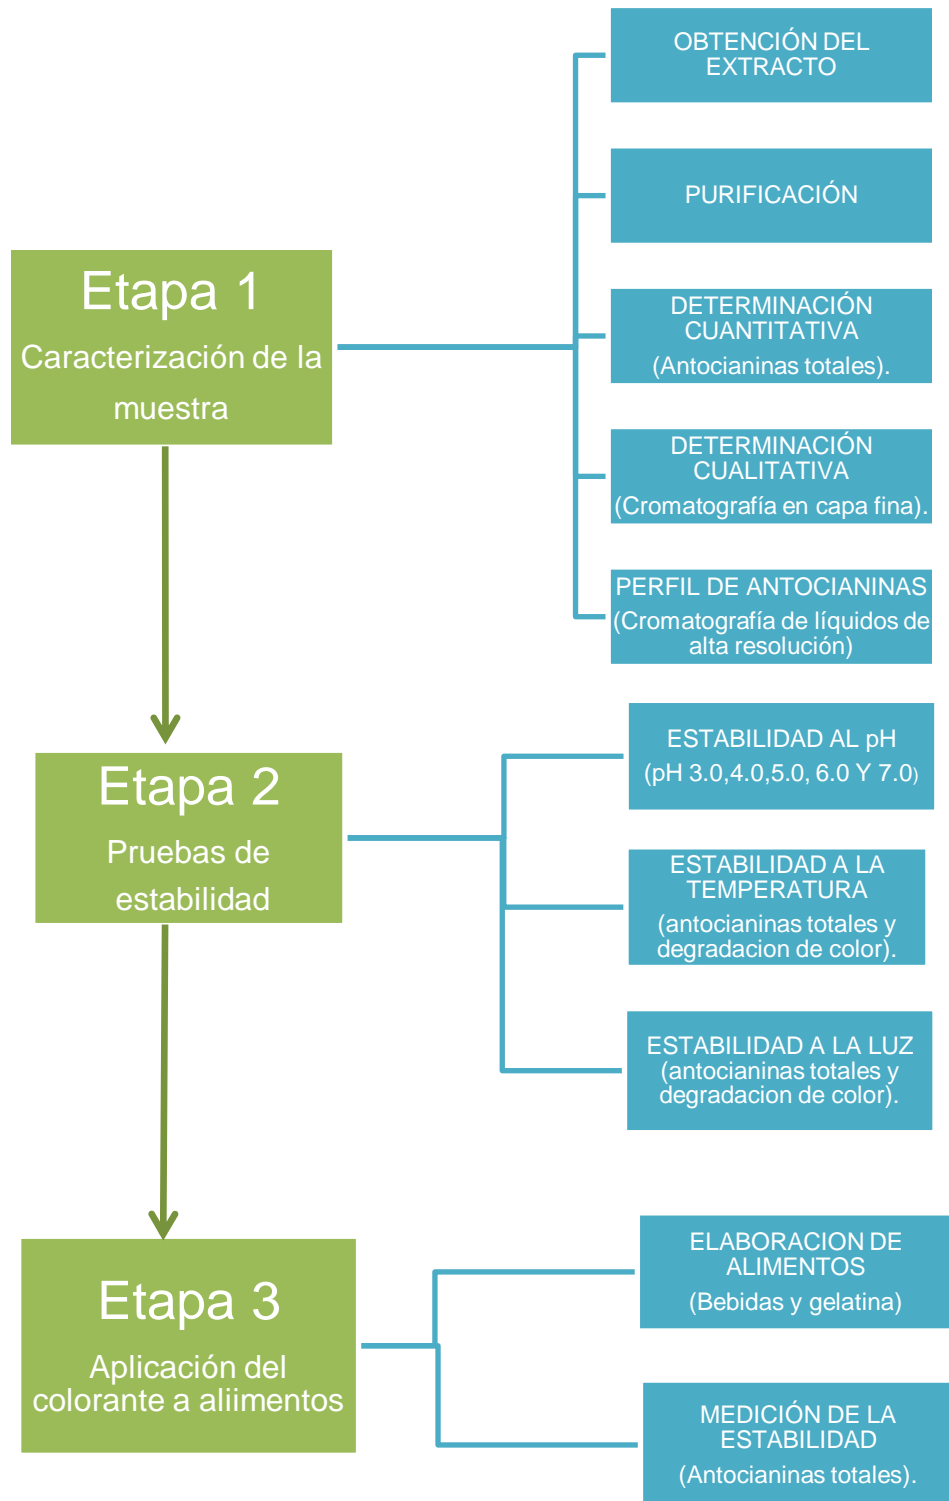 Etapa 1
Caracterización de la
muestra
OBTENCIÓN DEL
EXTRACTO
PURIFICACIÓN
DETERMINACIÓN
CUANTITATIVA
(Antocianinas totales).
DETERMINACIÓN
CUALITATIVA
(Cromatografía en capa fina).
PERFIL DE ANTOCIANINAS
(Cromatografía de líquidos de
alta resolución)
Etapa 2
Pruebas de
estabilidad
ESTABILIDAD AL pH
(pH 3.0,4.0,5.0, 6.0 Y 7.0)
ESTABILIDAD A LA
TEMPERATURA
(antocianinas totales y
degradacion de color).
ESTABILIDAD A LA LUZ
(antocianinas totales y
degradacion de color).
Etapa 3
Aplicación del
colorante a aliimentos
ELABORACION DE
ALIMENTOS
(Bebidas y gelatina)
MEDICIÓN DE LA
ESTABILIDAD
(Antocianinas totales).